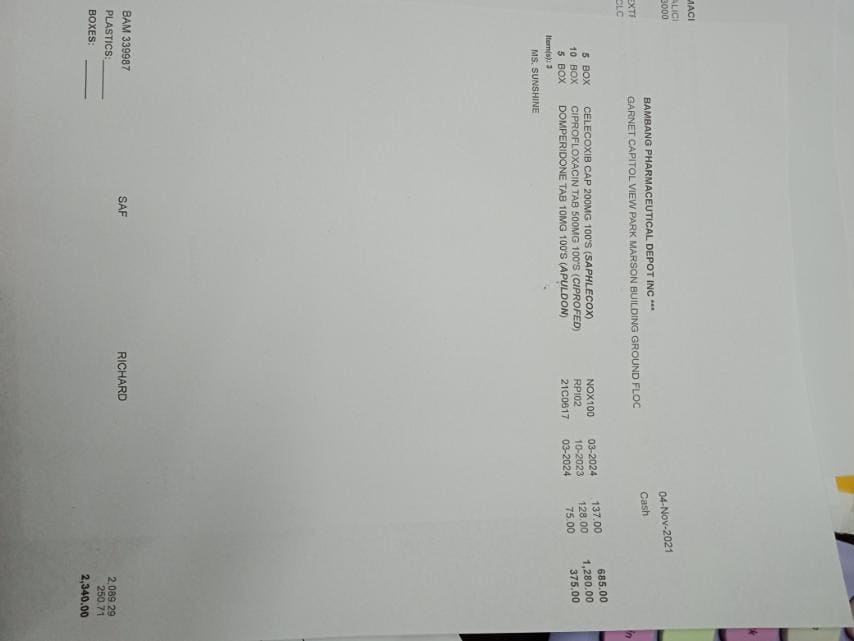 MACI
ALICI
3000
04-Nov-2021
BAMBANG PHARMACEUTICAL DEPOT INC ***
Cash
EXTF
GARNET CAPITOL VIEW PARK MARSON BUILDING GROUND FLOC
CLC
5 BOX CELECOXIB CAP 200MG 100'S (SAPHLECOX) NOX100 03-2024 137.00 685.00
10 BOX CIPROFLOXACIN TAB 500MG 100'S (CIPROFED) RPI02 10-2023 128.00 1,280.00
5 BOX DOMPERIDONE TAB 10MG 100'S (APULDON) 21C0617 03-2024 75.00 375.00
Item(s): 3
MS. SUNSHINE
BAM 339987 SAF RICHARD
PLASTICS:_______ 2,089.29
250.71
BOXES: _______ 2,340.00